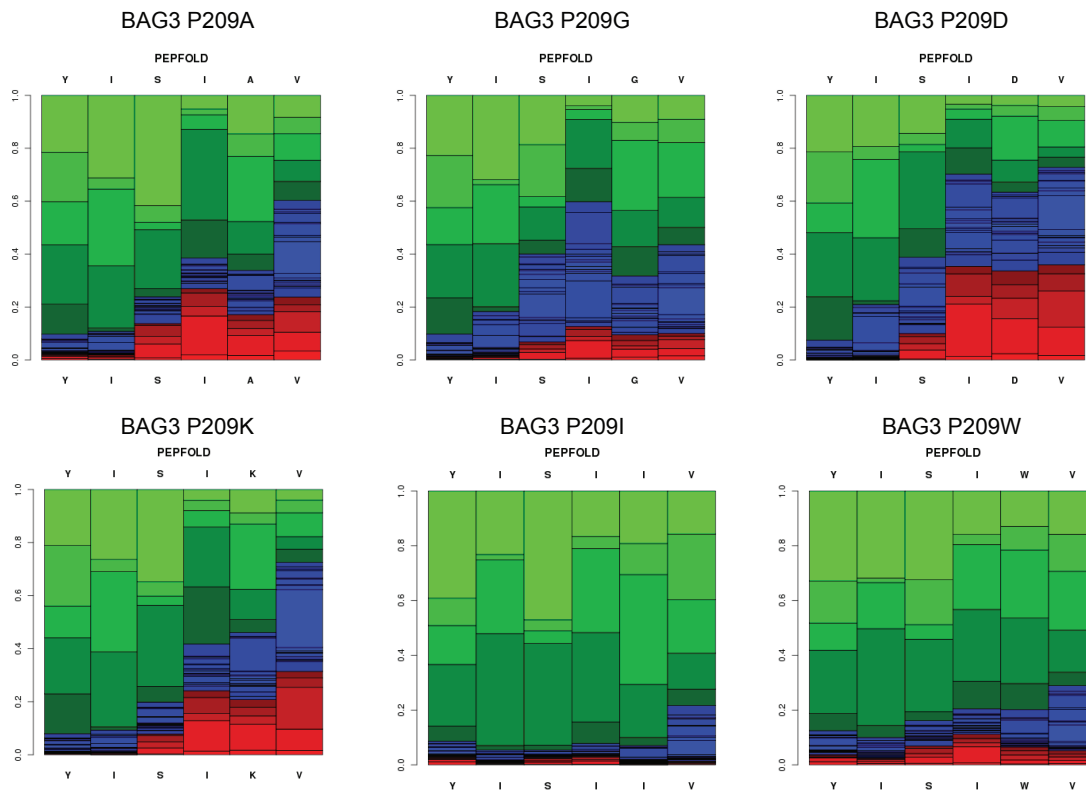 BAG3 P209A BAG3 P209G BAG3 P209D
PEPFOLD PEPFOLD PEPFOLD
Y I S I A V Y I S I G V Y I S I D V
1.0 1.0 1.0
0.8 0.8 0.8
0.6 0.6 0.6
0.4 0.4 0.4
0.2 0.2 0.2
0.0 0.0 0.0
Y I S I A V Y I S I G V Y I S I D V
BAG3 P209K BAG3 P209I BAG3 P209W
PEPFOLD PEPFOLD PEPFOLD
Y I S I K V Y I S I I V Y I S I W V
1.0 1.0 1.0
0.8 0.8 0.8
0.6 0.6 0.6
0.4 0.4 0.4
0.2 0.2 0.2
0.0 0.0 0.0
Y I S I K V Y I S I I V Y I S I W V